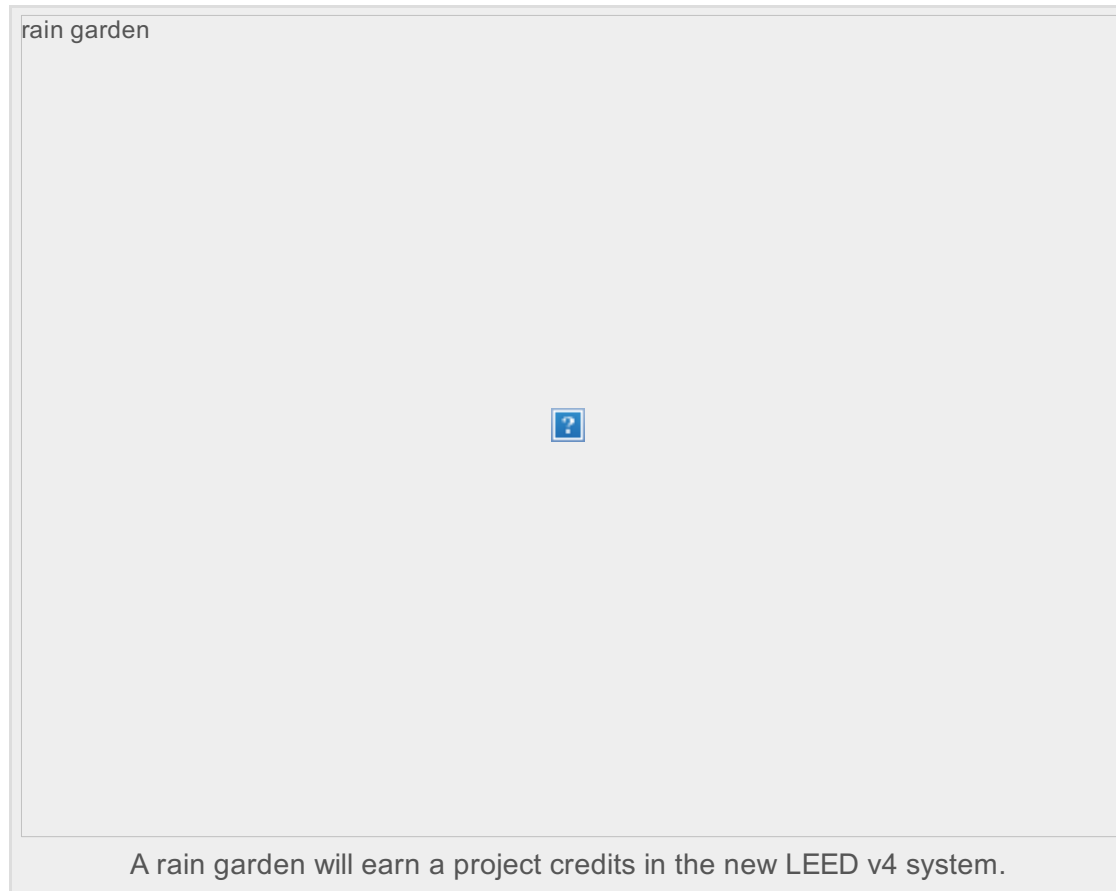 rain garden
?
A rain garden will earn a project credits in the new LEED v4 system.